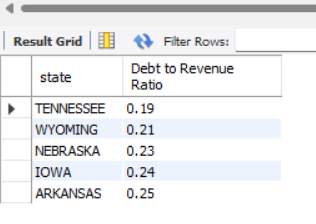 Result Grid Filter Rows:
state Debt to Revenue Ratio
TENNESSEE 0.19
WYOMING 0.21
NEBRASKA 0.23
IOWA 0.24
ARKANSAS 0.25